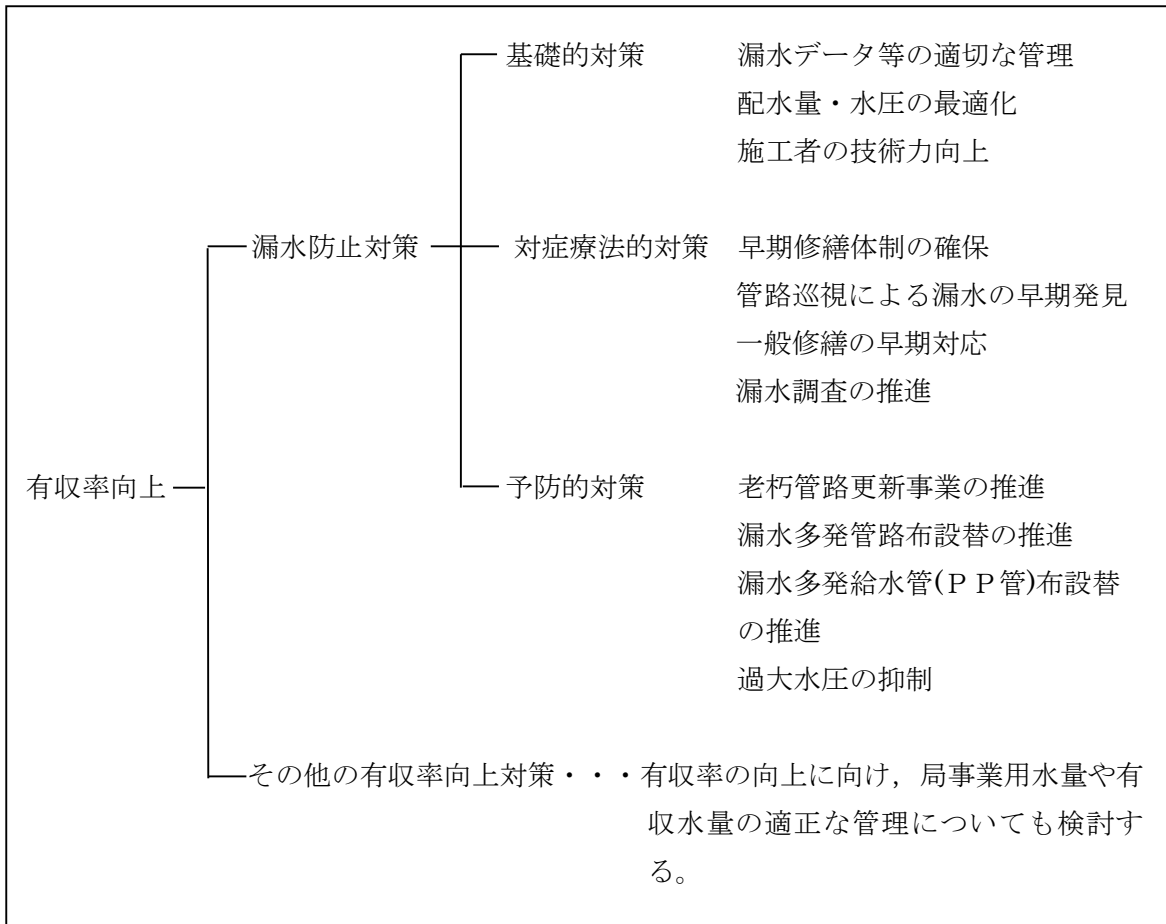 基礎的対策　漏水データ等の適切な管理
配水量・水圧の最適化
施工者の技術力向上
漏水防止対策　対症療法的対策　早期修繕体制の確保
管路巡視による漏水の早期発見
一般修繕の早期対応
漏水調査の推進
有収率向上　予防的対策　老朽管路更新事業の推進
漏水多発管路布設替の推進
漏水多発給水管(ＰＰ管)布設替
の推進
過大水圧の抑制
その他の有収率向上対策・・・有収率の向上に向け，局事業用水量や有
収水量の適正な管理についても検討す
る。